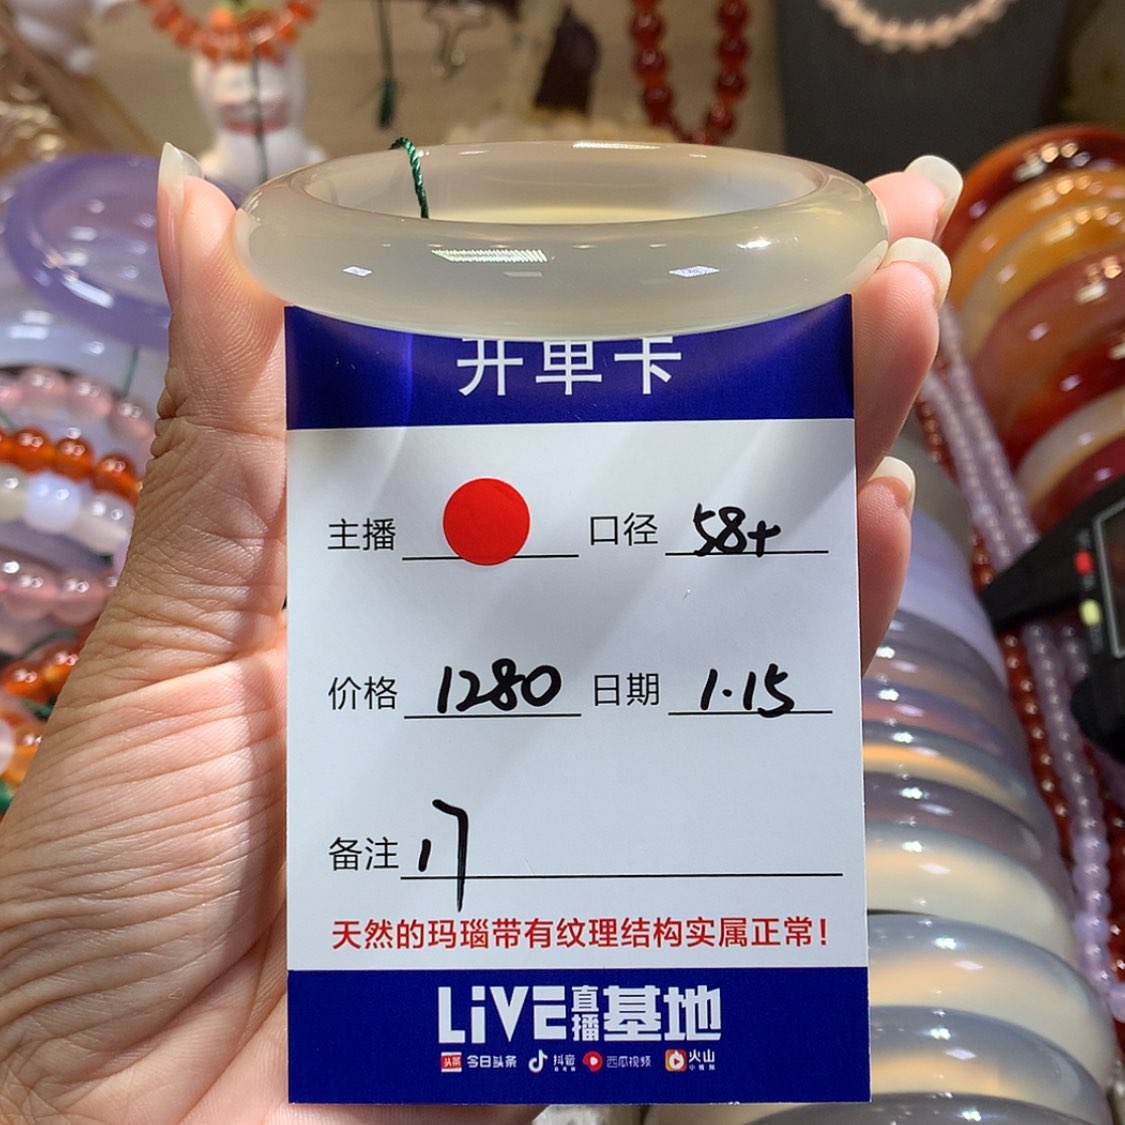 开单卡
主播 口径 58+
价格 1280 日期 1.15
备注 17
天然的玛瑙带有纹理结构实属正常！
LiVE直播基地
头条 今日头条 抖音 西瓜视频 火山